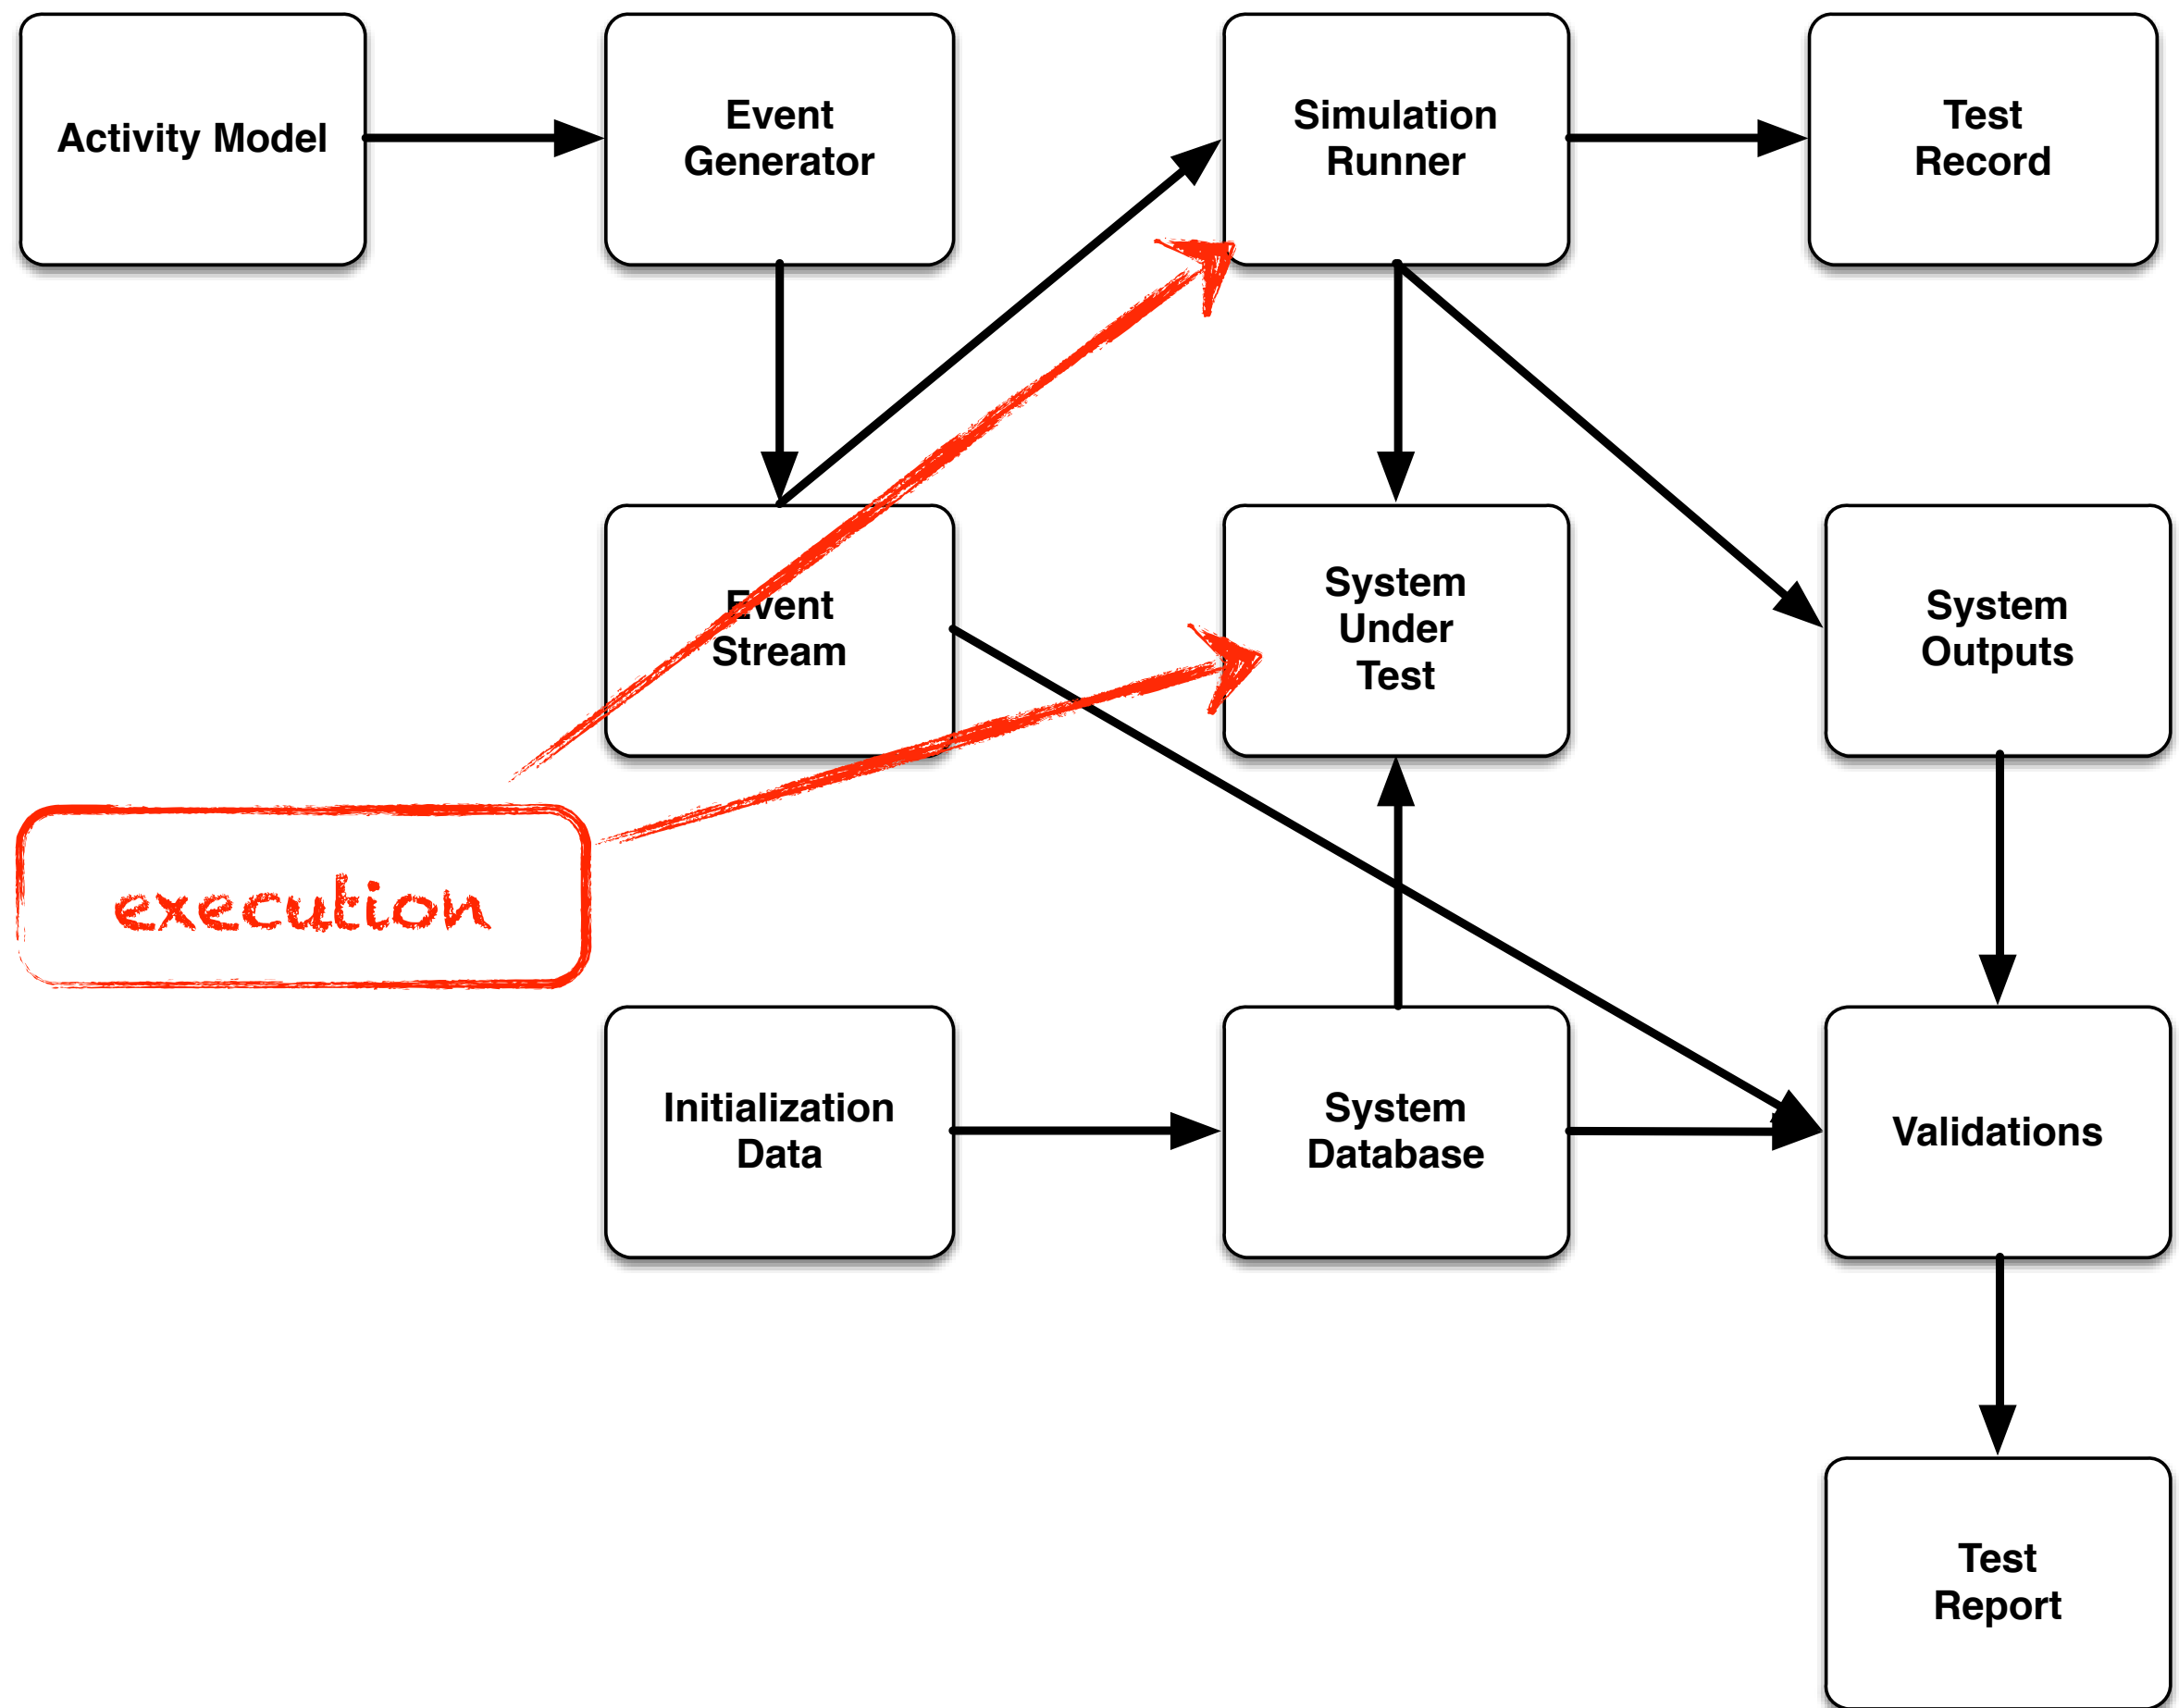 Activity Model
Event
Generator
Simulation
Runner
Test
Record
Event
Stream
System
Under
Test
System
Outputs
execution
Initialization
Data
System
Database
Validations
Test
Report